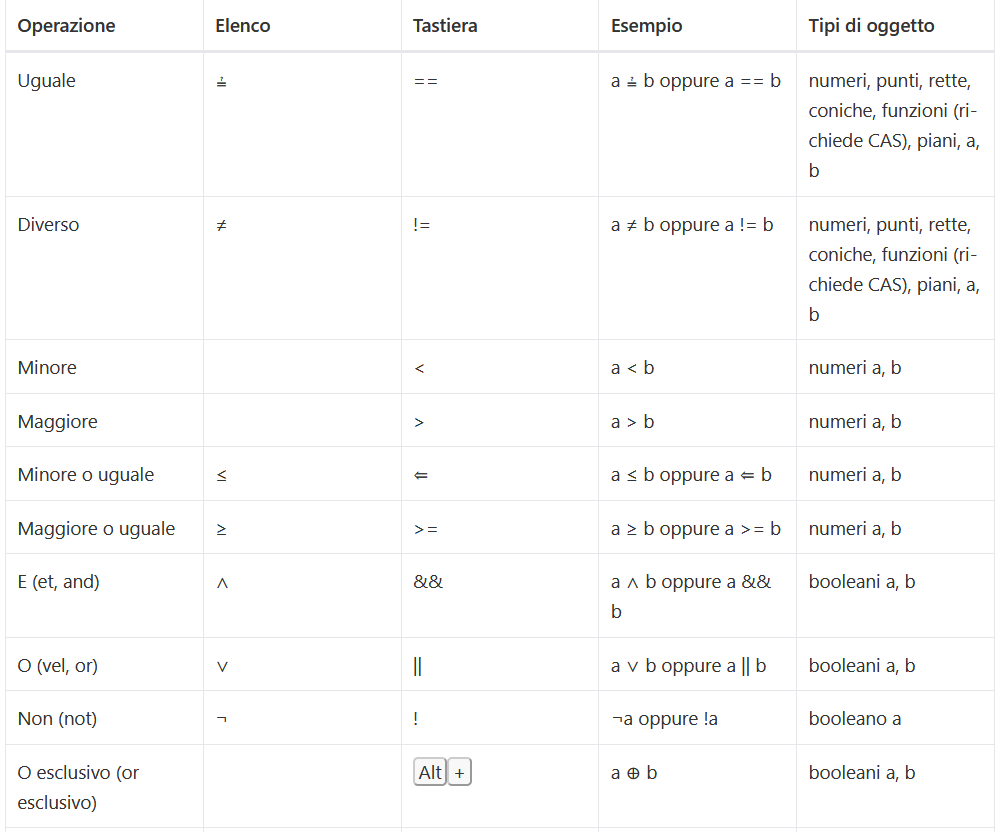 Operazione Elenco Tastiera Esempio Tipi di oggetto
Uguale ≟ == a ≟ b oppure a == b numeri, punti, rette,
coniche, funzioni (ri-
chiede CAS), piani, a,
b
Diverso ≠ != a ≠ b oppure a != b numeri, punti, rette,
coniche, funzioni (ri-
chiede CAS), piani, a,
b
Minore < a < b numeri a, b
Maggiore > a > b numeri a, b
Minore o uguale ≤ ⇐ a ≤ b oppure a ⇐ b numeri a, b
Maggiore o uguale ≥ >= a ≥ b oppure a >= b numeri a, b
E (et, and) ∧ && a ∧ b oppure a && booleani a, b
b
O (vel, or) ∨ || a ∨ b oppure a || b booleani a, b
Non (not) ¬ ! ¬a oppure !a booleano a
O esclusivo (or Alt + a ⊕ b booleani a, b
esclusivo)